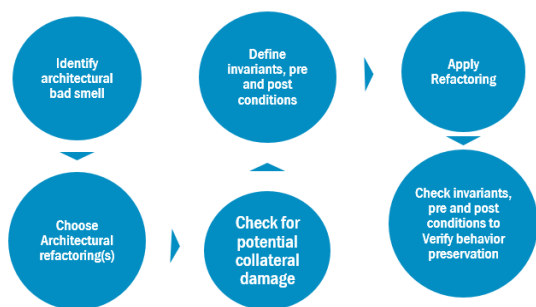 Identify
architectural
bad smell
Choose
Architectural
refactoring(s)
Check for
potential
collateral
damage
Define
invariants, pre
and post
conditions
Apply
Refactoring
Check invariants,
pre and post
conditions to
Verify behavior
preservation